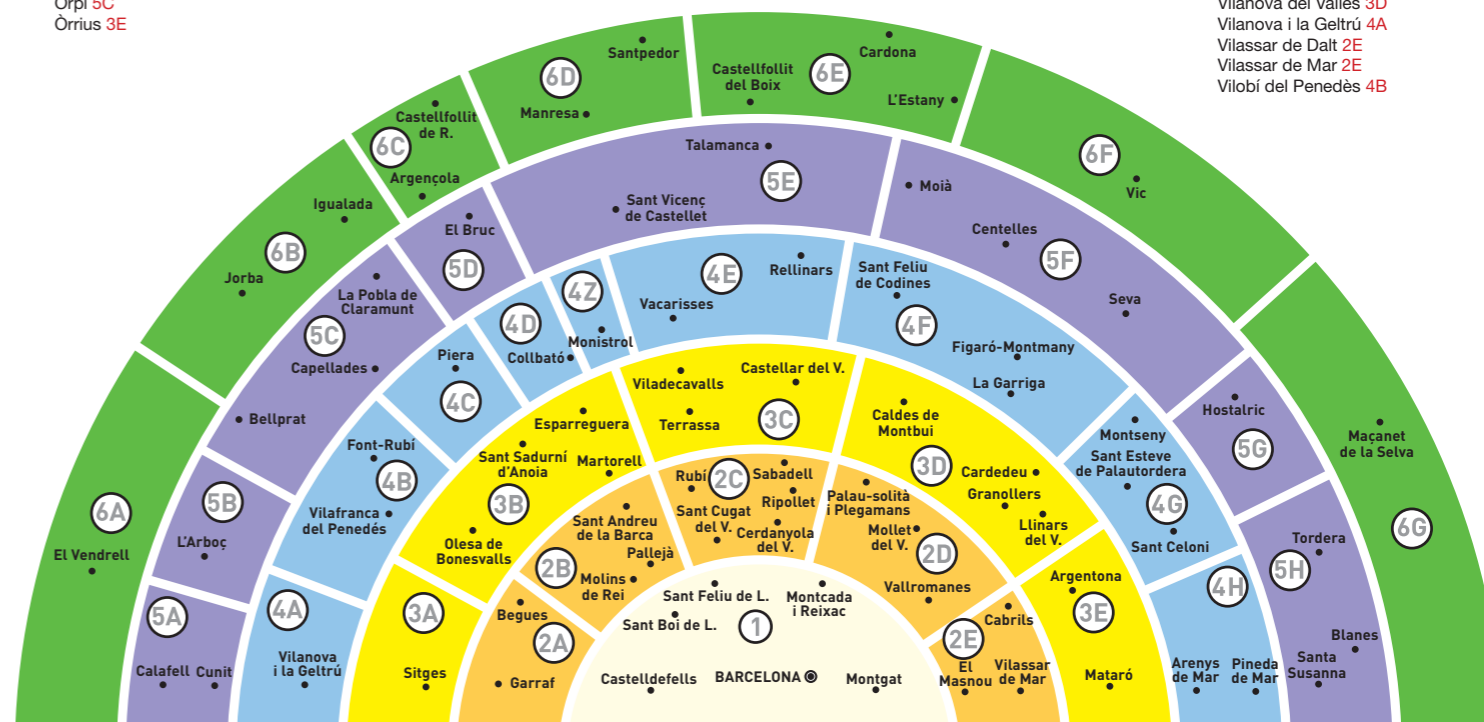 Orpí 5C
Òrrius 3E
Vilanova del Vallès 3D
Vilanova i la Geltrú 4A
Vilassar de Dalt 2E
Vilassar de Mar 2E
Vilobí del Penedès 4B
6A
El Vendrell
6B
Igualada
Jorba
6C
Castellfollit
de R.
Argençola
6D
Santpedor
Manresa
6E
Cardona
Castellfollit
del Boix
L'Estany
6F
Vic
6G
Maçanet
de la Selva
5A
Calafell
Cunit
5B
L'Arboç
5C
La Pobla de
Claramunt
Capellades
Bellprat
5D
El Bruc
5E
Talamanca
Sant Vicenç
de Castellet
5F
Moià
Centelles
Seva
5G
Hostalric
5H
Tordera
Blanes
Santa
Susanna
4A
Vilanova
i la Geltrú
4B
Font-Rubí
Vilafranca
del Penedés
4C
Piera
4D
Collbató
4Z
Monistrol
4E
Rellinars
Vacarisses
4F
Sant Feliu
de Codines
Figaró-Montmany
La Garriga
4G
Montseny
Sant Esteve
de Palautordera
Sant Celoni
4H
Arenys
de Mar
Pineda
de Mar
3A
Sitges
3B
Esparreguera
Sant Sadurní
d'Anoia
Martorell
Olesa de
Bonesvalls
3C
Viladecavalls
Castellar del V.
Terrassa
3D
Caldes de
Montbui
Cardedeu
Granollers
Llinars
del V.
3E
Argentona
Mataró
2A
Begues
Garraf
2B
Sant Andreu
de la Barca
Pallejà
Molins
de Rei
2C
Rubí
Sabadell
Ripollet
Sant Cugat
del V.
Cerdanyola
del V.
2D
Palau-solità
i Plegamans
Mollet
del V.
Vallromanes
2E
Cabrils
El
Masnou
Vilassar
de Mar
1
Sant Feliu de L.
Montcada
i Reixac
Sant Boi de L.
Castelldefells
BARCELONA
Montgat